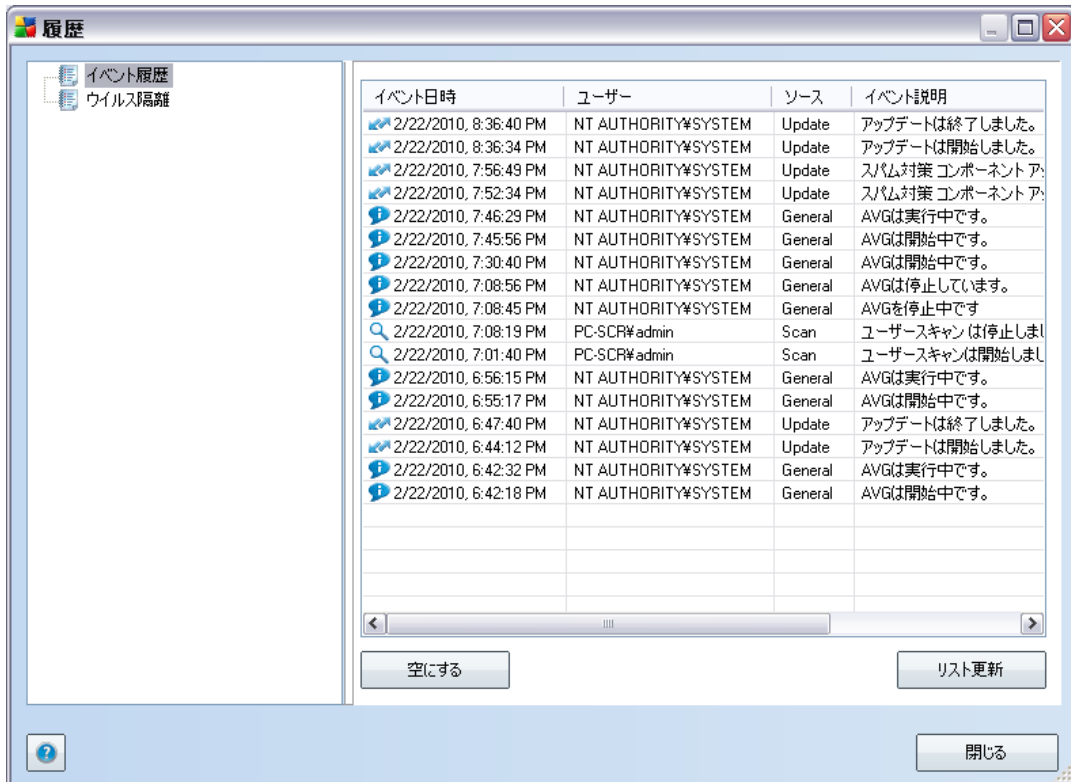 履歴
イベント履歴
ウイルス隔離
イベント日時 ユーザー ソース イベント説明
2/22/2010, 8:36:40 PM NT AUTHORITY¥SYSTEM Update アップデートは終了しました。
2/22/2010, 8:36:34 PM NT AUTHORITY¥SYSTEM Update アップデートは開始しました。
2/22/2010, 7:56:49 PM NT AUTHORITY¥SYSTEM Update スパム対策 コンポーネント ア
2/22/2010, 7:52:34 PM NT AUTHORITY¥SYSTEM Update スパム対策 コンポーネント ア
2/22/2010, 7:46:29 PM NT AUTHORITY¥SYSTEM General AVGは実行中です。
2/22/2010, 7:45:56 PM NT AUTHORITY¥SYSTEM General AVGは開始中です。
2/22/2010, 7:30:40 PM NT AUTHORITY¥SYSTEM General AVGは開始中です。
2/22/2010, 7:08:56 PM NT AUTHORITY¥SYSTEM General AVGは停止しています。
2/22/2010, 7:08:45 PM NT AUTHORITY¥SYSTEM General AVGを停止中です
2/22/2010, 7:08:19 PM PC-SCR¥admin Scan ユーザースキャン は停止しまし
2/22/2010, 7:01:40 PM PC-SCR¥admin Scan ユーザースキャンは開始しまし
2/22/2010, 6:56:15 PM NT AUTHORITY¥SYSTEM General AVGは実行中です。
2/22/2010, 6:55:17 PM NT AUTHORITY¥SYSTEM General AVGは開始中です。
2/22/2010, 6:47:40 PM NT AUTHORITY¥SYSTEM Update アップデートは終了しました。
2/22/2010, 6:44:12 PM NT AUTHORITY¥SYSTEM Update アップデートは開始しました。
2/22/2010, 6:42:32 PM NT AUTHORITY¥SYSTEM General AVGは実行中です。
2/22/2010, 6:42:18 PM NT AUTHORITY¥SYSTEM General AVGは開始中です。
空にする リスト更新
閉じる